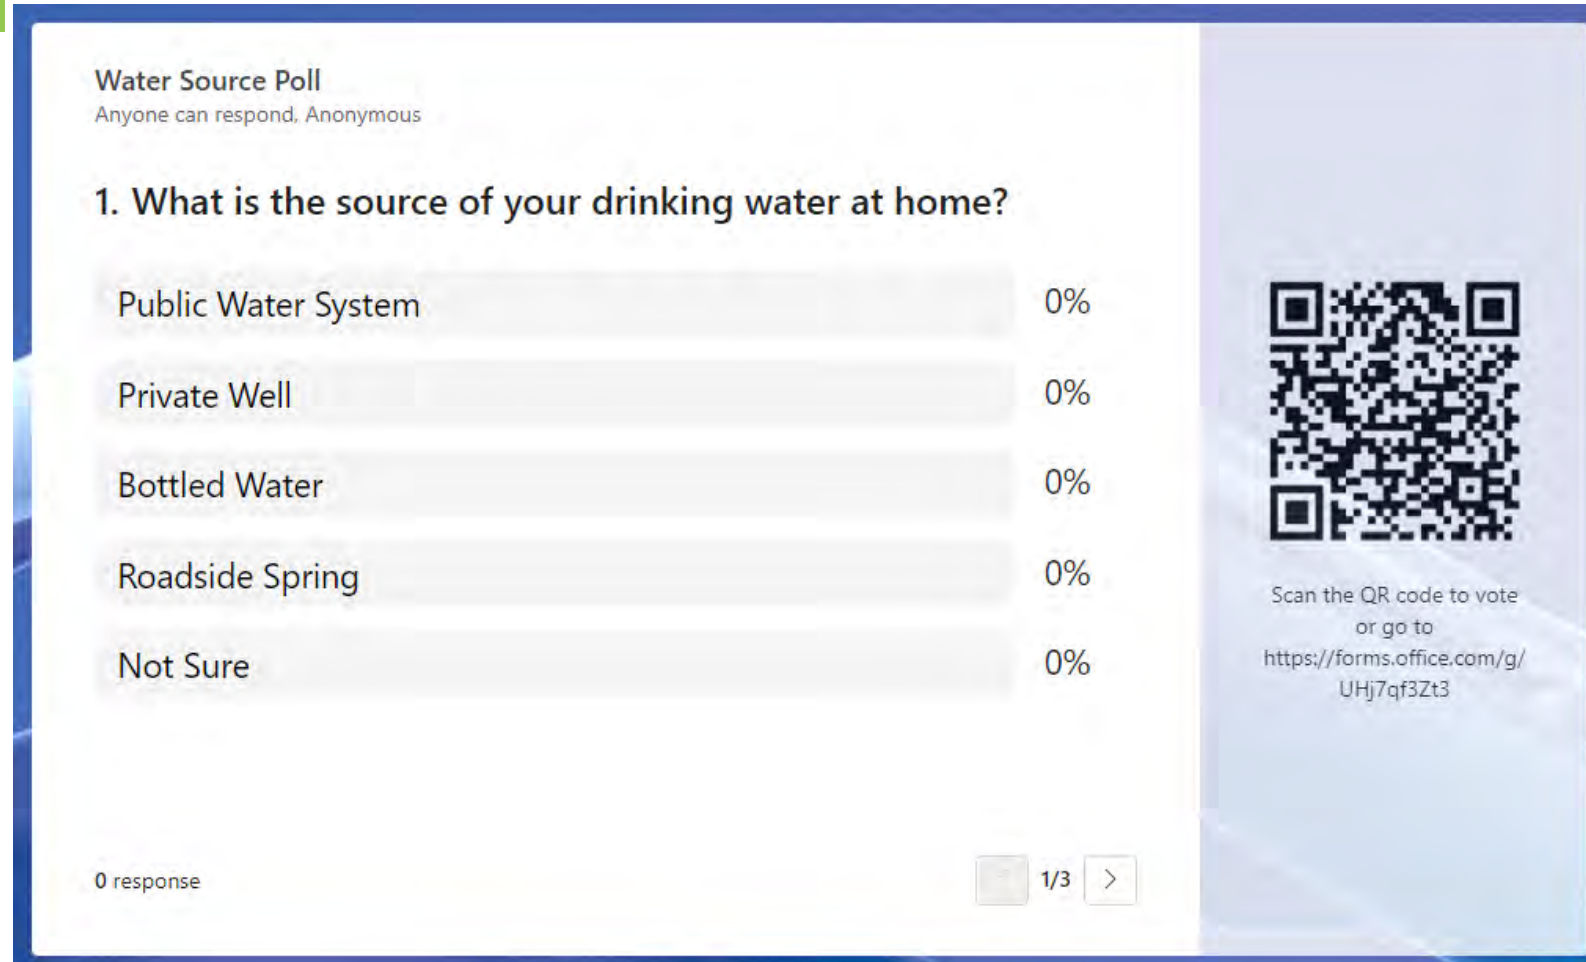 Water Source Poll
Anyone can respond, Anonymous
1. What is the source of your drinking water at home?
Public Water System 0%
Private Well 0%
Bottled Water 0%
Roadside Spring 0%
Not Sure 0%
0 response
1/3
Scan the QR code to vote
or go to
https://forms.office.com/g/
UHj7qf3Zt3